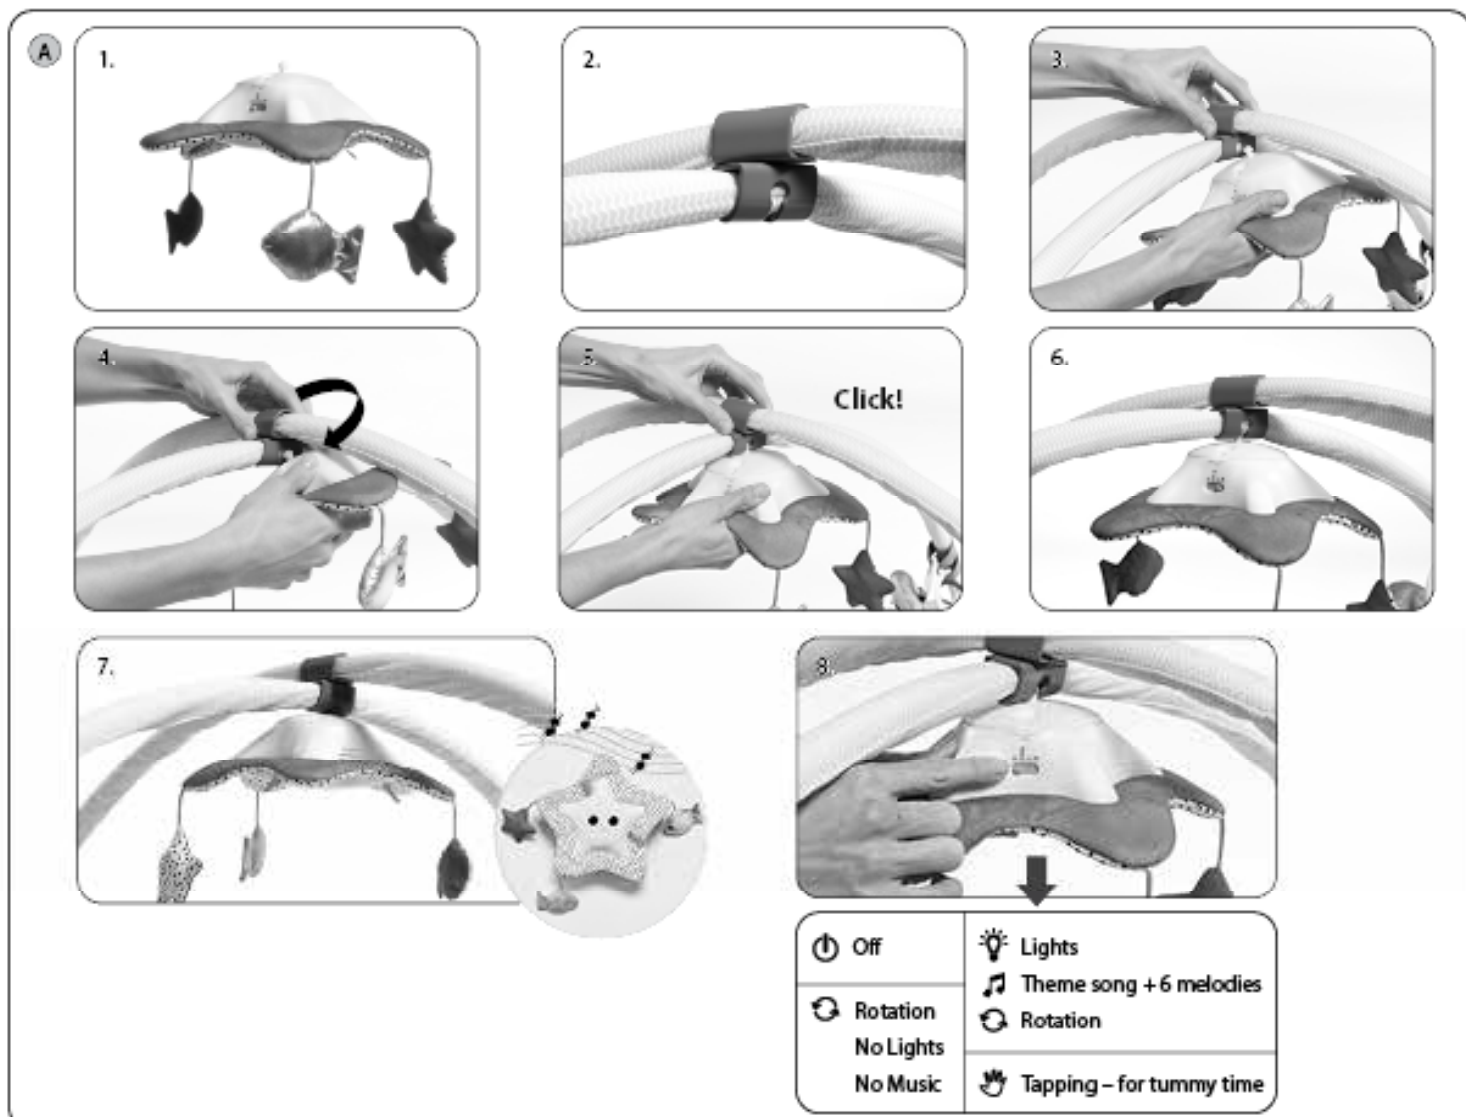 A
1.
2.
3.
4.
5.
Click!
6.
7.
8.
Off
Rotation
No Lights
No Music
Lights
Theme song + 6 melodies
Rotation
Tapping – for tummy time